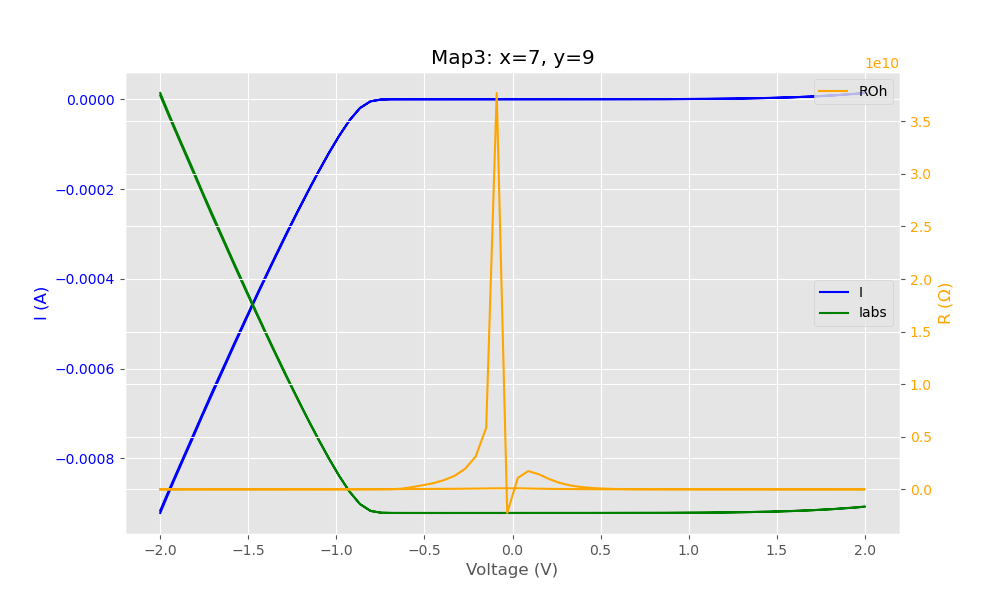 Map3: x=7, y=9
1e10
ROh
0.0000
−0.0002
−0.0004
−0.0006
−0.0008
I (A)
3.5
3.0
2.5
2.0
1.5
1.0
0.5
0.0
R (Ω)
I
Iabs
−2.0
−1.5
−1.0
−0.5
0.0
0.5
1.0
1.5
2.0
Voltage (V)